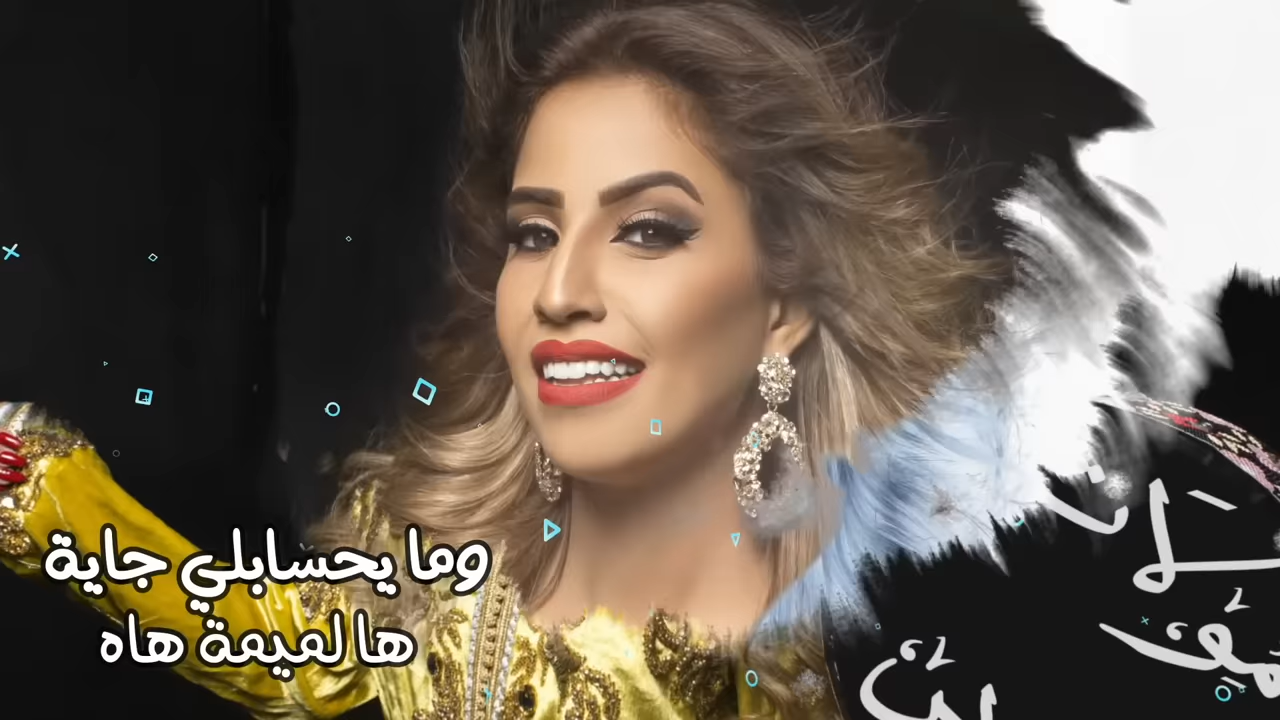 وما يحسابلي جاية
ها لميمة هاه